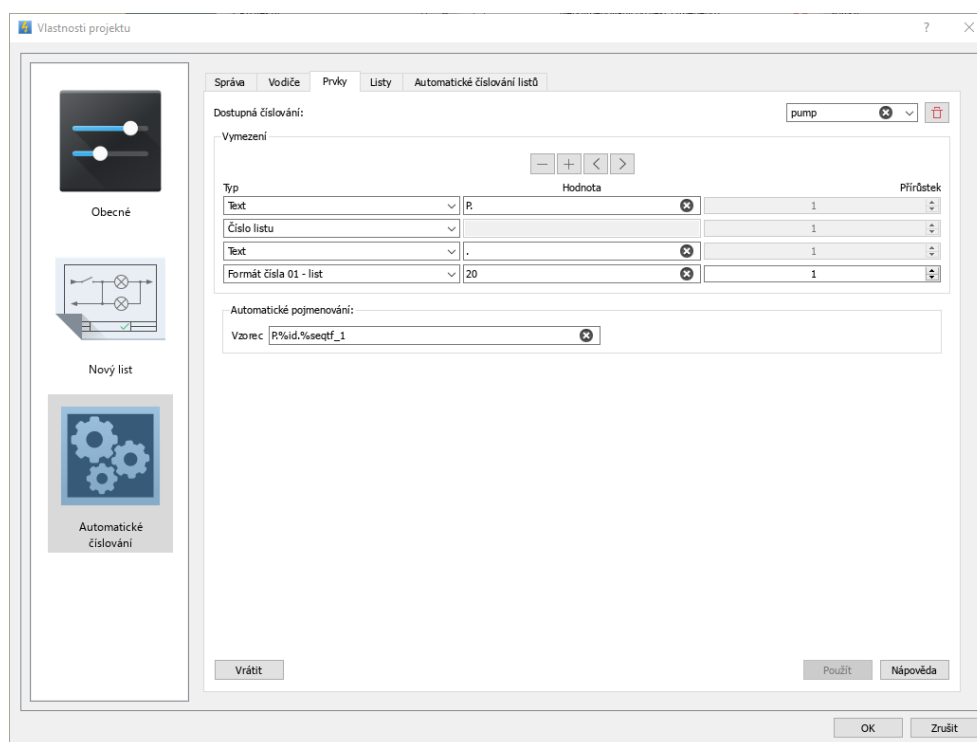 Vlastnosti projektu
?
Správa Vodiče Prvky Listy Automatické číslování listů
Dostupná číslování: pump
Vymezení
Typ Hodnota Přírůstek
Text P. 1
Číslo listu 1
Text . 1
Formát čísla 01 - list 20 1
Automatické pojmenování:
Vzorec P.%id.%seqtf_1
Obecné
Nový list
Automatické
číslování
Vrátit Použít Nápověda
OK Zrušit